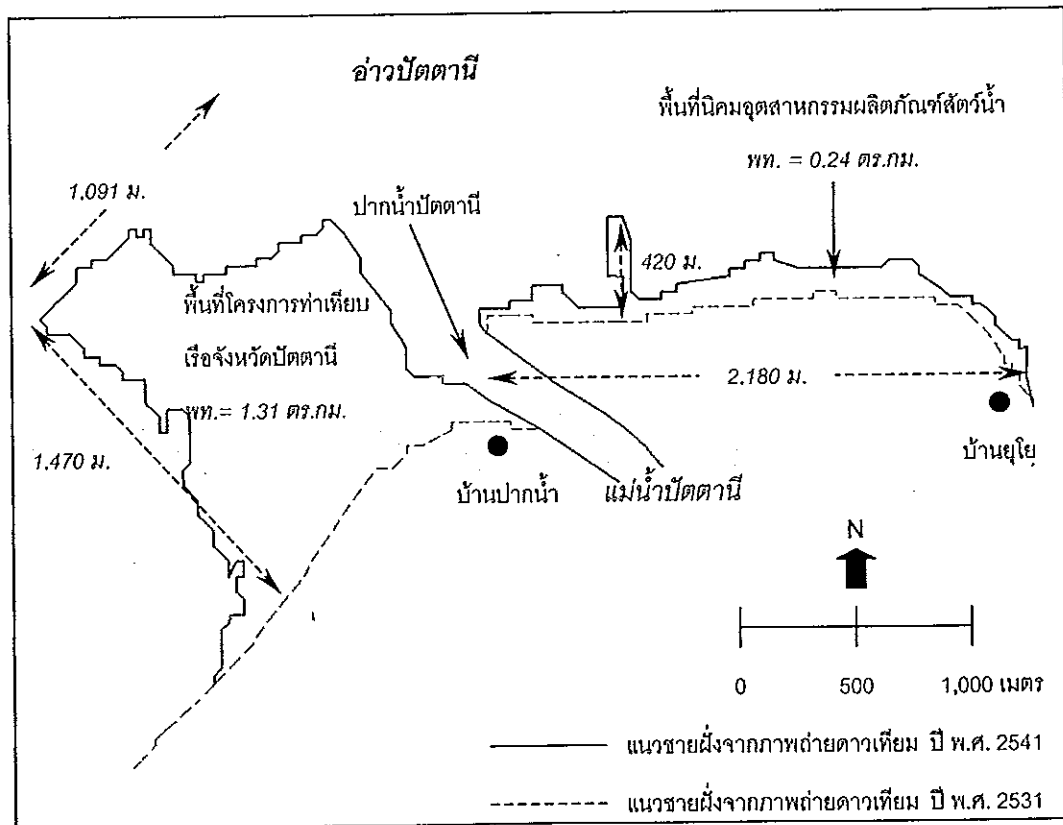 อ่าวปัตตานี
พื้นที่นิคมอุตสาหกรรมผลิตภัณฑ์สัตว์น้ำ
พท. = 0.24 ตร.กม.
1.091 ม.
ปากน้ำปัตตานี
420 ม.
พื้นที่โครงการท่าเทียบ
เรือจังหวัดปัตตานี
พท.= 1.31 ตร.กม.
2.180 ม.
1.470 ม.
บ้านปากน้ำ
แม่น้ำปัตตานี
บ้านยูโย
N
0 500 1,000 เมตร
แนวชายฝั่งจากภาพถ่ายดาวเทียม ปี พ.ศ. 2541
แนวชายฝั่งจากภาพถ่ายดาวเทียม ปี พ.ศ. 2531